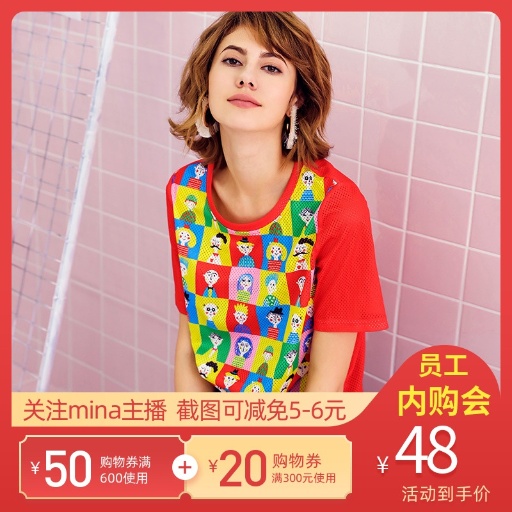 员工
内购会
关注mina主播 截图可减免5-6元
¥50 购物券满
600使用
+
¥20 购物券
满300元使用
¥48
活动到手价